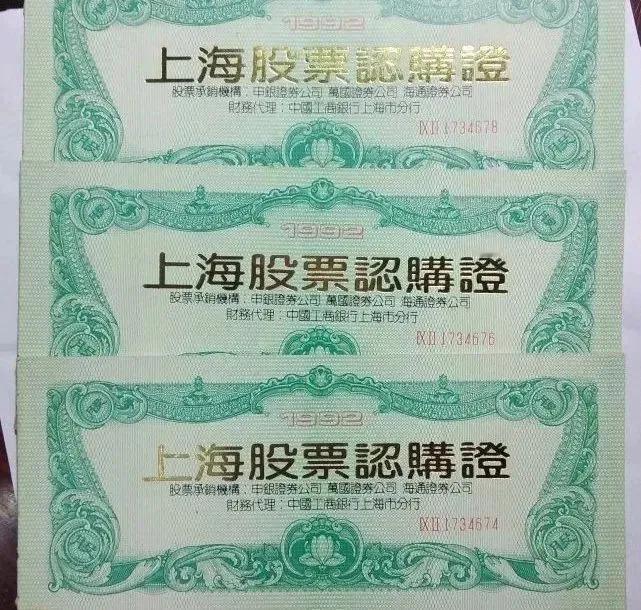 1992
上海股票認購證
股票承銷機構：申銀證券公司 萬國證券公司 海通證券公司
財務代理：中國工商銀行上海市分行
IXII 1734678
1992
上海股票認購證
股票承銷機構：申銀證券公司 萬國證券公司 海通證券公司
財務代理：中國工商銀行上海市分行
IXII 1734676
1992
上海股票認購證
股票承銷機構：申銀證券公司 萬國證券公司 海通證券公司
財務代理：中國工商銀行上海市分行
IXII 1734674